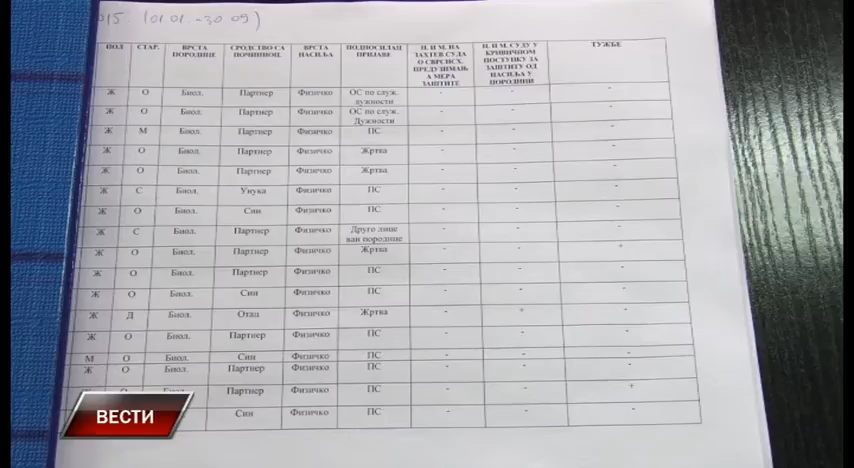 015. (01 01. -30 09)
ПОЛ СТАР. ВРСТА ПОРОДИЦЕ СРОДСТВО СА ПОЧИНИОЦ. ВРСТА НАСИЉА ПОДНОСИЛАЦ ПРИЈАВЕ П. И М. НА ЗАХТЕВ СУДА О СВРСИСХ. ПРЕДУЗИМАЊ А МЕРА ЗАШТИТЕ П. И М. СУДУ У КРИВИЧНОМ ПОСТУПКУ ЗА ЗАШТИТУ ОД НАСИЉА У ПОРОДИЦИ ТУЖБЕ
Ж О Биол. Партнер Физичко ОС по служ. дужности - - -
Ж О Биол. Партнер Физичко ОС по служ. Дужности - - -
Ж М Биол. Партнер Физичко ПС - - -
Ж О Биол. Партнер Физичко Жртва - - -
Ж О Биол. Партнер Физичко Жртва - - -
Ж С Биол. Унука Физичко ПС - - -
Ж О Биол. Син Физичко ПС - - -
Ж С Биол. Партнер Физичко Друго лице ван породице - - -
Ж О Биол. Партнер Физичко Жртва - - +
Ж О Биол. Партнер Физичко ПС - - -
Ж О Биол. Син Физичко ПС - - -
Ж Д Биол. Отац Физичко Жртва - + -
Ж О Биол. Партнер Физичко ПС - - -
М О Биол. Син Физичко ПС - - -
Ж О Биол. Партнер Физичко ПС - - -
Партнер Физичко ПС - - +
Син Физичко ПС - - -
ВЕСТИ